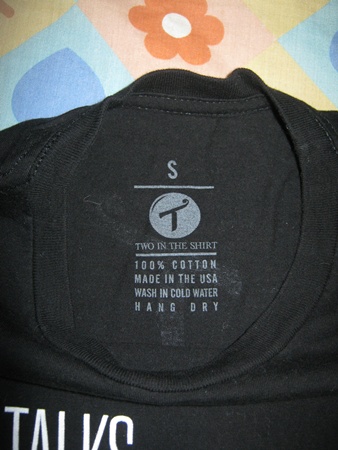 S
T
TWO IN THE SHIRT
100% COTTON
MADE IN THE USA
WASH IN COLD WATER
HANG DRY
TALKS